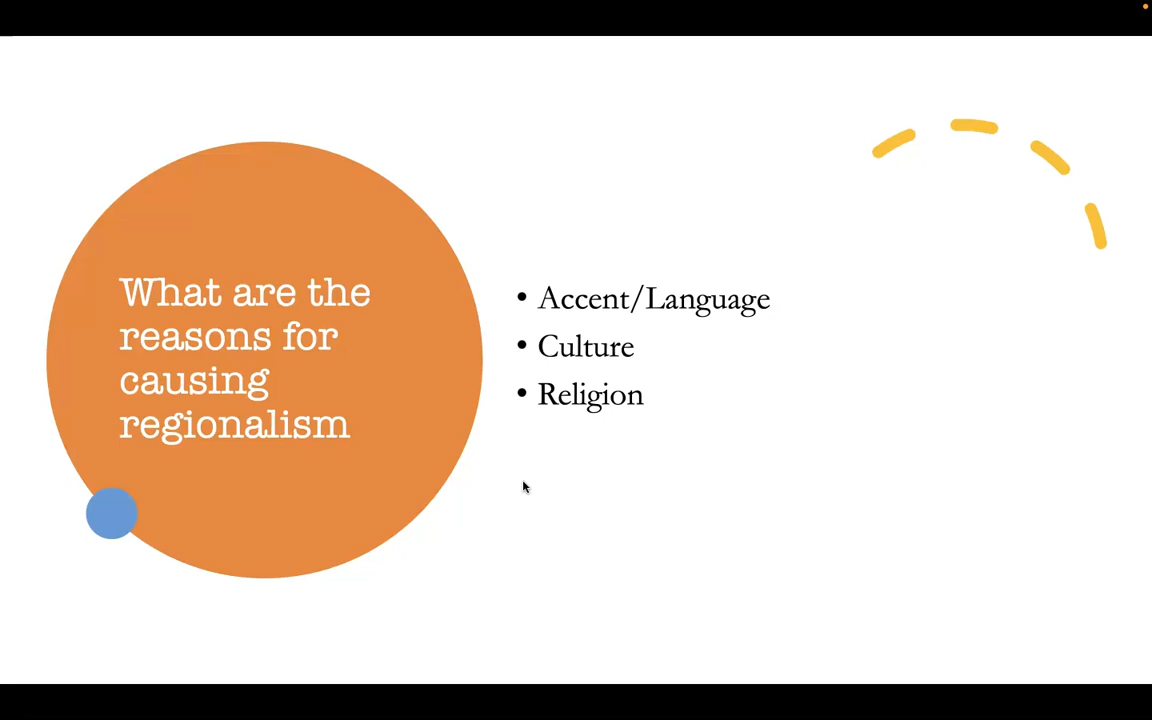 What are the
reasons for
causing
regionalism
• Accent/Language
• Culture
• Religion